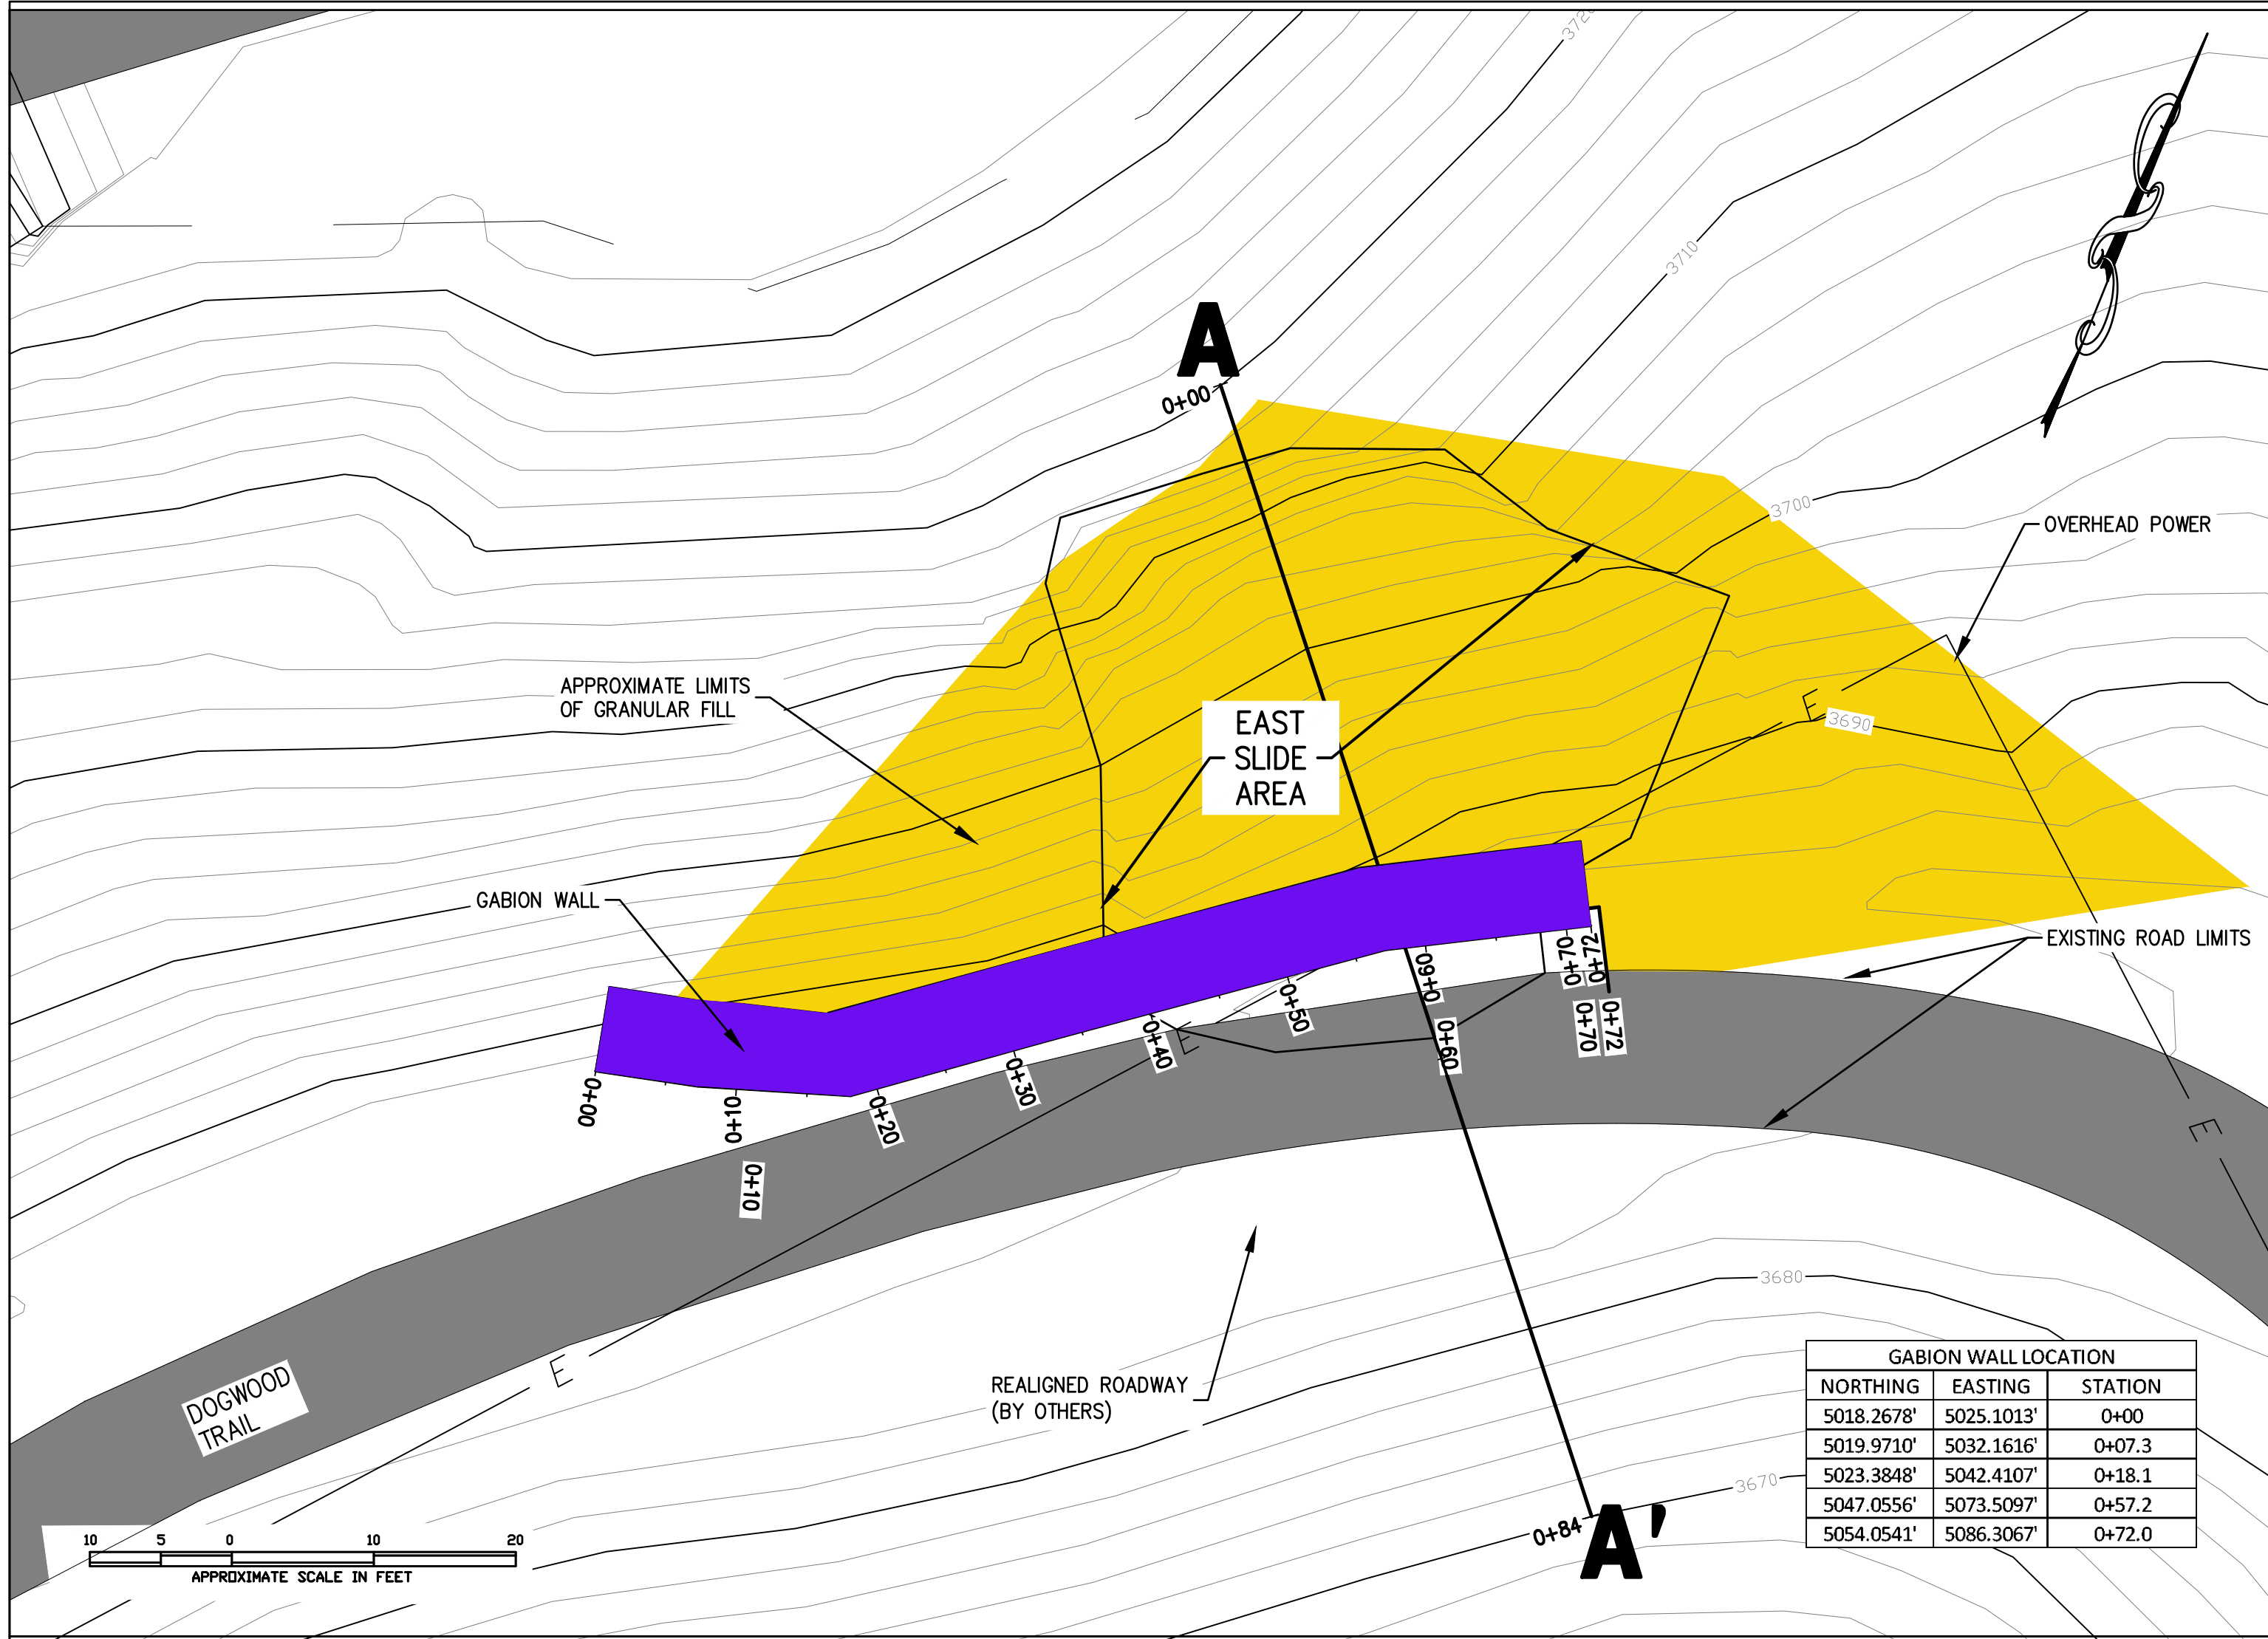 3720
3710
A
0+00
3700
OVERHEAD POWER
APPROXIMATE LIMITS
OF GRANULAR FILL
EAST
SLIDE
AREA
E
3690
GABION WALL
EXISTING ROAD LIMITS
0+00
0+10
0+20
0+30
0+40
0+50
0+60
0+70
0+72
E
0+60
0+70
0+72
0+10
E
3680
E
DOGWOOD
TRAIL
REALIGNED ROADWAY
(BY OTHERS)
3670
0+84
A'
GABION WALL LOCATION
NORTHING EASTING STATION
5018.2678' 5025.1013' 0+00
5019.9710' 5032.1616' 0+07.3
5023.3848' 5042.4107' 0+18.1
5047.0556' 5073.5097' 0+57.2
5054.0541' 5086.3067' 0+72.0
10 5 0 10 20
APPROXIMATE SCALE IN FEET